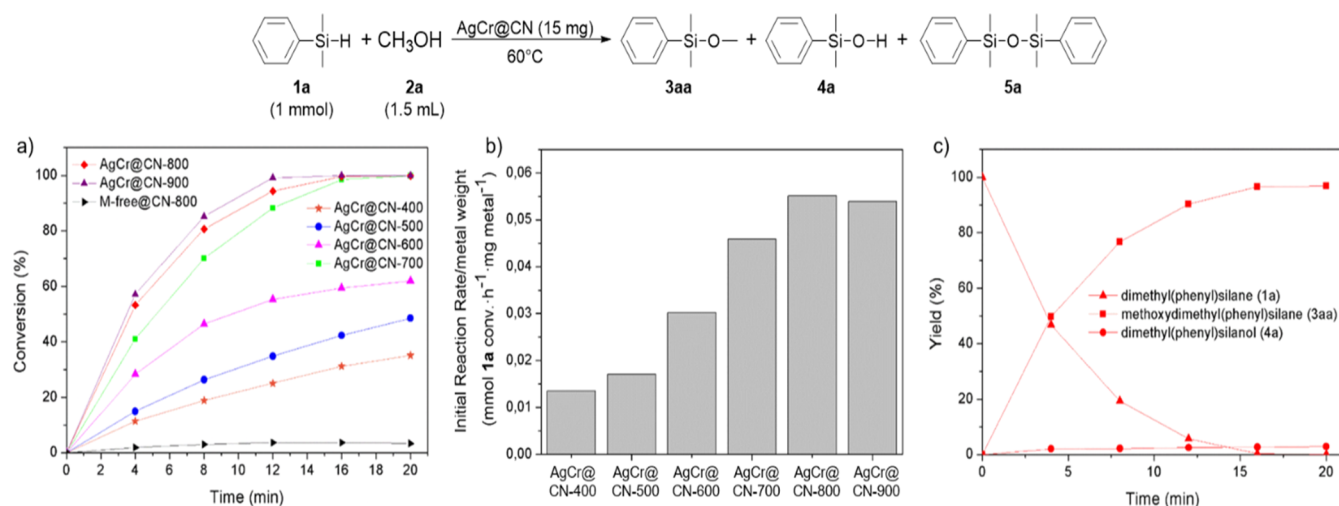 Si-H + CH₃OH AgCr@CN (15 mg) Si-O + Si-O-H + Si-O-Si
60°C
1a 2a 3aa 4a 5a
(1 mmol) (1.5 mL)
a)
AgCr@CN-800
AgCr@CN-900
M-free@CN-800
AgCr@CN-400
AgCr@CN-500
AgCr@CN-600
AgCr@CN-700
Conversion (%)
100
80
60
40
20
0
0 2 4 6 8 10 12 14 16 18 20
Time (min)
b)
Initial Reaction Rate/metal weight
(mmol 1a conv. ·h⁻¹·mg metal⁻¹)
0,06
0,05
0,04
0,03
0,02
0,01
0,00
AgCr@ AgCr@ AgCr@ AgCr@ AgCr@ AgCr@
CN-400 CN-500 CN-600 CN-700 CN-800 CN-900
c)
Yield (%)
100
80
60
40
20
0
dimethyl(phenyl)silane (1a)
methoxydimethyl(phenyl)silane (3aa)
dimethyl(phenyl)silanol (4a)
0 5 10 15 20
Time (min)